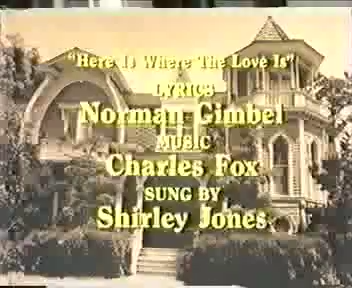 "Here Is Where The Love Is"
LYRICS
Norman Gimbel
MUSIC
Charles Fox
SUNG BY
Shirley Jones